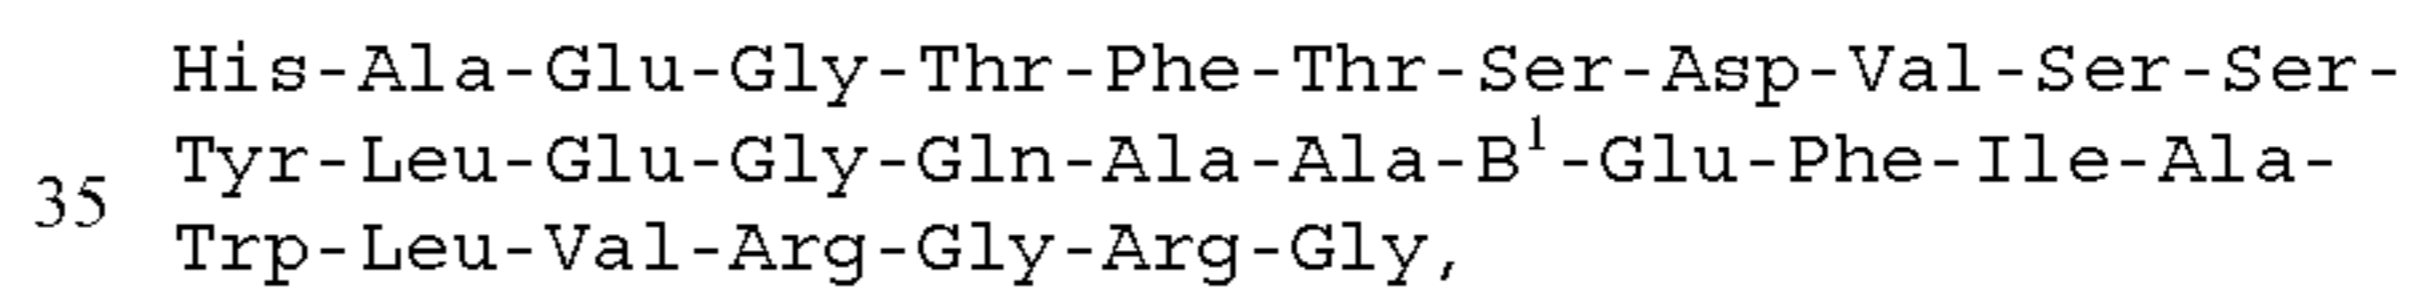 His-Ala-Glu-Gly-Thr-Phe-Thr-Ser-Asp-Val-Ser-Ser-
Tyr-Leu-Glu-Gly-Gln-Ala-Ala-B¹-Glu-Phe-Ile-Ala-
35
Trp-Leu-Val-Arg-Gly-Arg-Gly,